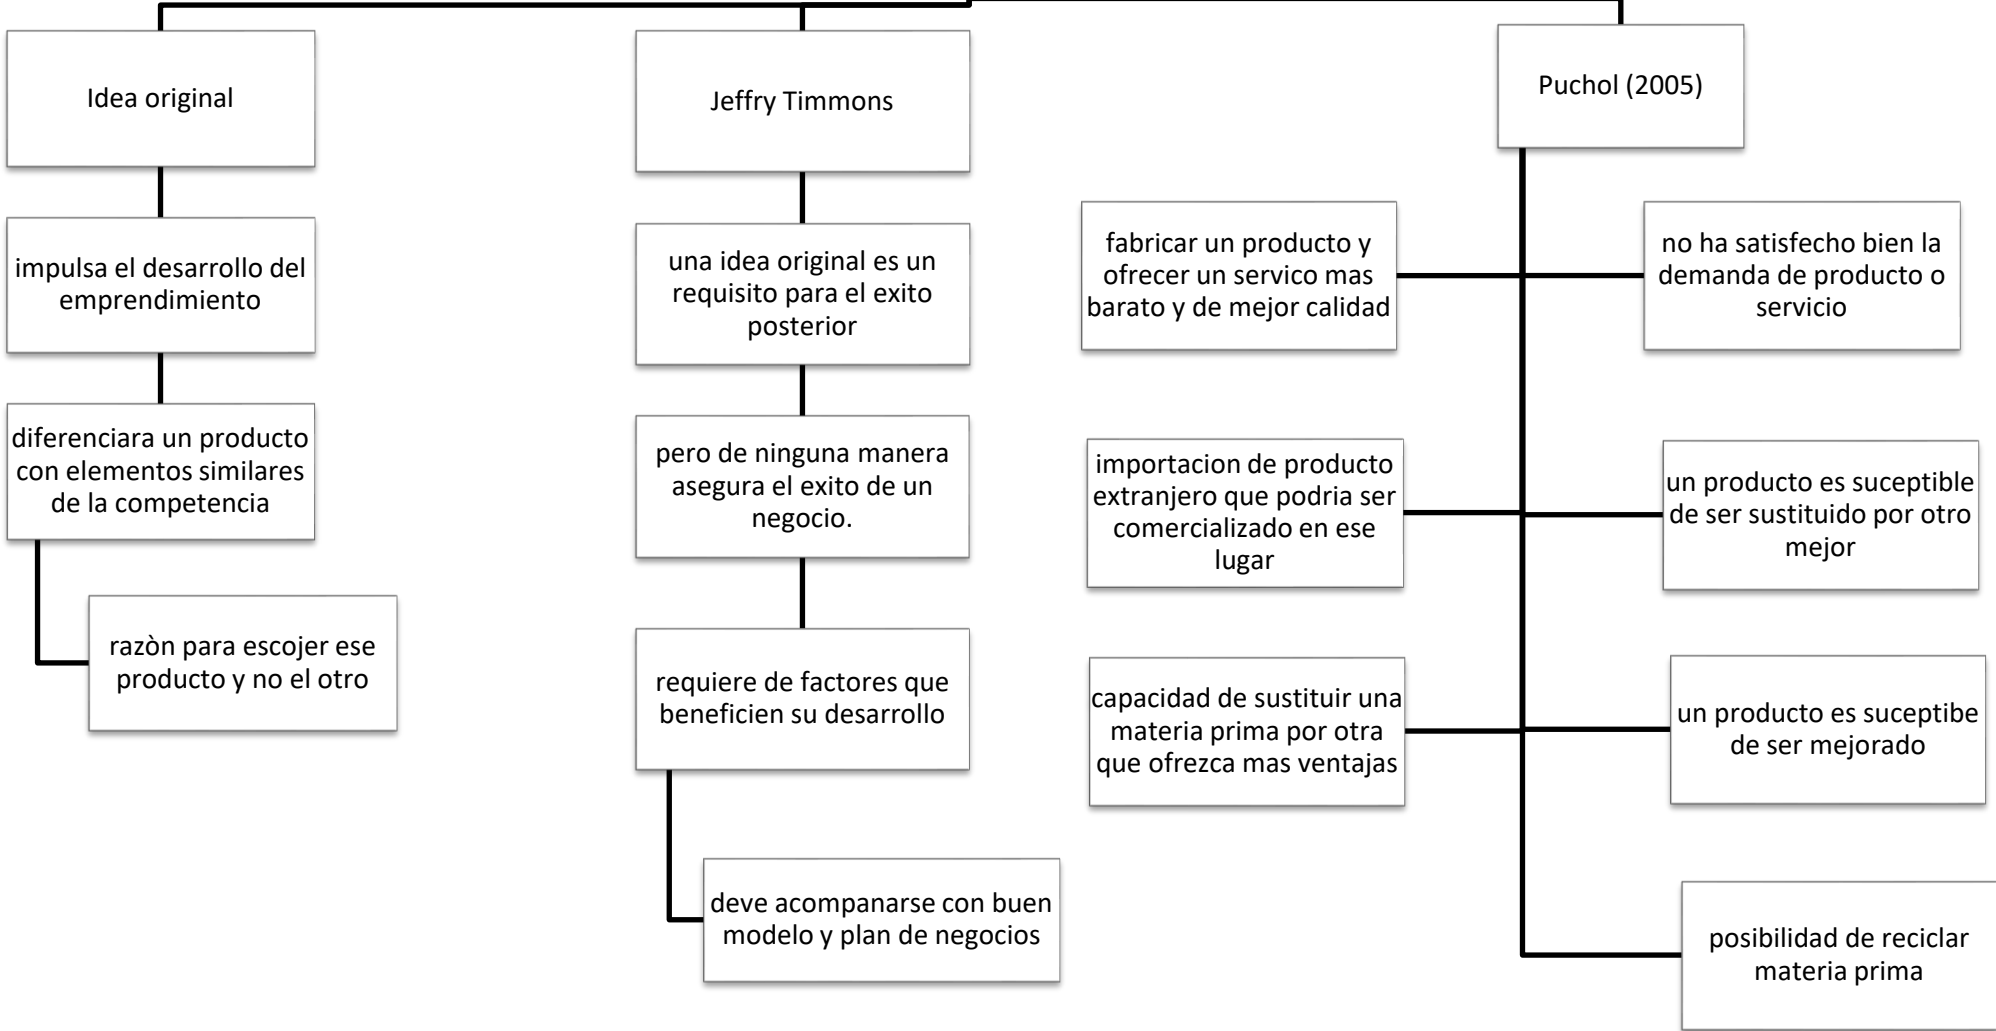 Idea original
impulsa el desarrollo del
emprendimiento
diferenciara un producto
con elementos similares
de la competencia
razòn para escojer ese
producto y no el otro
Jeffry Timmons
una idea original es un
requisito para el exito
posterior
pero de ninguna manera
asegura el exito de un
negocio.
requiere de factores que
beneficien su desarrollo
deve acompanarse con buen
modelo y plan de negocios
Puchol (2005)
fabricar un producto y
ofrecer un servico mas
barato y de mejor calidad
no ha satisfecho bien la
demanda de producto o
servicio
importacion de producto
extranjero que podria ser
comercializado en ese
lugar
un producto es suceptible
de ser sustituido por otro
mejor
capacidad de sustituir una
materia prima por otra
que ofrezca mas ventajas
un producto es suceptibe
de ser mejorado
posibilidad de reciclar
materia prima